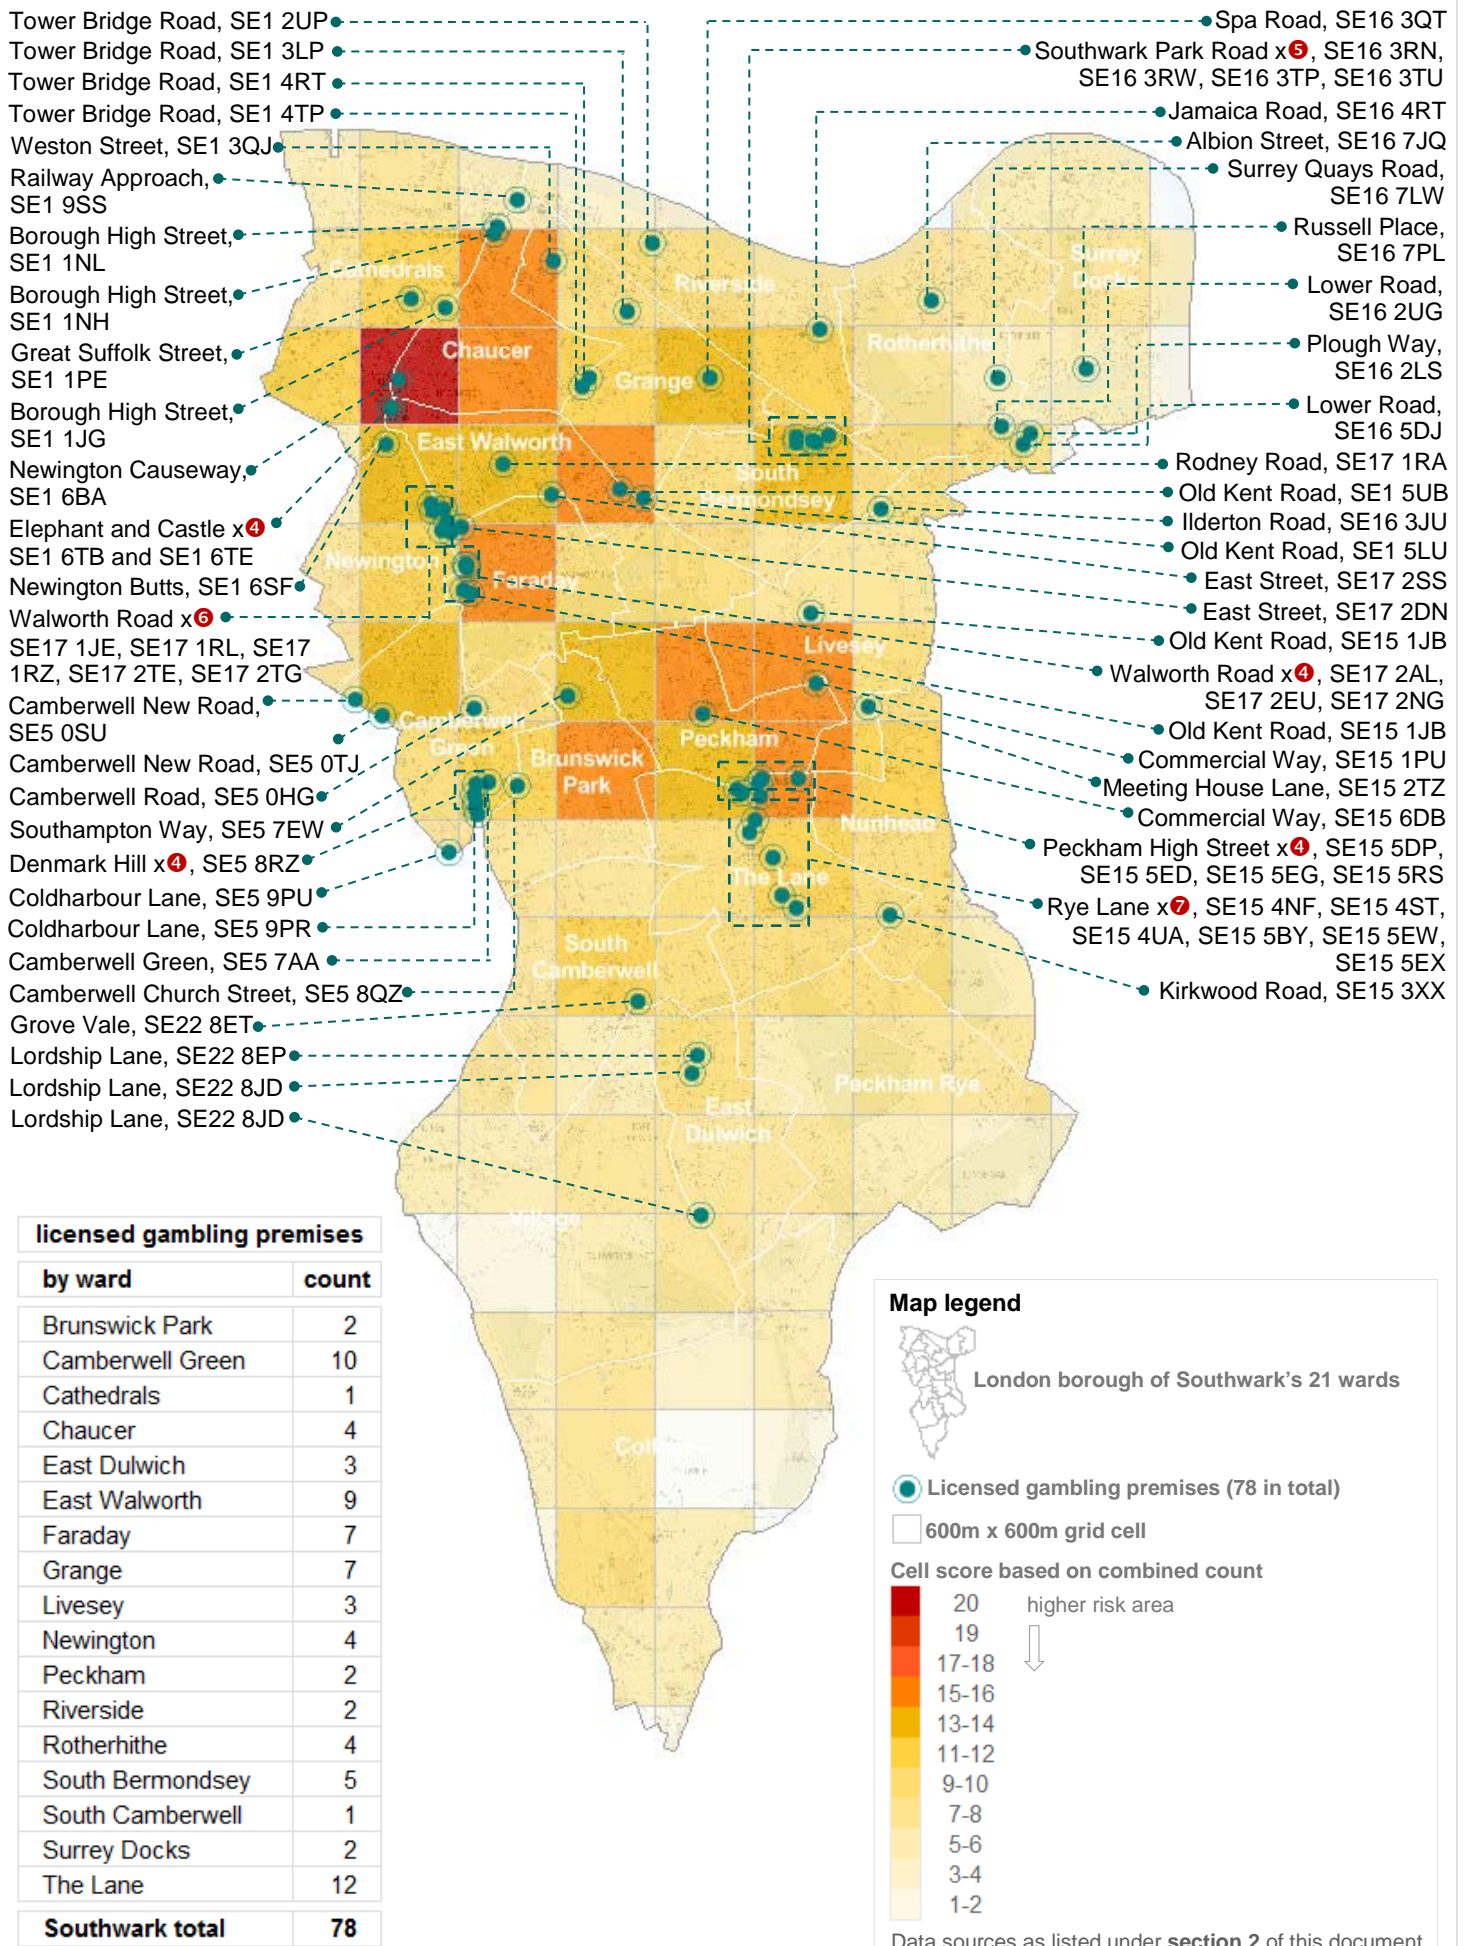 Tower Bridge Road, SE1 2UP
Tower Bridge Road, SE1 3LP
Tower Bridge Road, SE1 4RT
Tower Bridge Road, SE1 4TP
Weston Street, SE1 3QJ
Railway Approach,
SE1 9SS
Borough High Street,
SE1 1NL
Borough High Street,
SE1 1NH
Great Suffolk Street,
SE1 1PE
Borough High Street,
SE1 1JG
Newington Causeway,
SE1 6BA
Elephant and Castle x4
SE1 6TB and SE1 6TE
Newington Butts, SE1 6SF
Walworth Road x6
SE17 1JE, SE17 1RL, SE17
1RZ, SE17 2TE, SE17 2TG
Camberwell New Road,
SE5 0SU
Camberwell New Road, SE5 0TJ
Camberwell Road, SE5 0HG
Southampton Way, SE5 7EW
Denmark Hill x4, SE5 8RZ
Coldharbour Lane, SE5 9PU
Coldharbour Lane, SE5 9PR
Camberwell Green, SE5 7AA
Camberwell Church Street, SE5 8QZ
Grove Vale, SE22 8ET
Lordship Lane, SE22 8EP
Lordship Lane, SE22 8JD
Lordship Lane, SE22 8JD
Spa Road, SE16 3QT
Southwark Park Road x5, SE16 3RN,
SE16 3RW, SE16 3TP, SE16 3TU
Jamaica Road, SE16 4RT
Albion Street, SE16 7JQ
Surrey Quays Road,
SE16 7LW
Russell Place,
SE16 7PL
Lower Road,
SE16 2UG
Plough Way,
SE16 2LS
Lower Road,
SE16 5DJ
Rodney Road, SE17 1RA
Old Kent Road, SE1 5UB
Ilderton Road, SE16 3JU
Old Kent Road, SE1 5LU
East Street, SE17 2SS
East Street, SE17 2DN
Old Kent Road, SE15 1JB
Walworth Road x4, SE17 2AL,
SE17 2EU, SE17 2NG
Old Kent Road, SE15 1JB
Commercial Way, SE15 1PU
Meeting House Lane, SE15 2TZ
Commercial Way, SE15 6DB
Peckham High Street x4, SE15 5DP,
SE15 5ED, SE15 5EG, SE15 5RS
Rye Lane x7, SE15 4NF, SE15 4ST,
SE15 4UA, SE15 5BY, SE15 5EW,
SE15 5EX
Kirkwood Road, SE15 3XX
Cathedrals
Riverside
Surrey
Docks
Chaucer
Grange
Rotherhithe
East Walworth
South
Bermondsey
Newington
Faraday
Livesey
Camberwell
Green
Brunswick
Park
Peckham
Nunhead
The Lane
South
Camberwell
Peckham Rye
East
Dulwich
Village
licensed gambling premises
by ward count
Brunswick Park 2
Camberwell Green 10
Cathedrals 1
Chaucer 4
East Dulwich 3
East Walworth 9
Faraday 7
Grange 7
Livesey 3
Newington 4
Peckham 2
Riverside 2
Rotherhithe 4
South Bermondsey 5
South Camberwell 1
Surrey Docks 2
The Lane 12
Southwark total 78
Map legend
London borough of Southwark's 21 wards
Licensed gambling premises (78 in total)
600m x 600m grid cell
Cell score based on combined count
20 higher risk area
19
17-18
15-16
13-14
11-12
9-10
7-8
5-6
3-4
1-2
Data sources as listed under section 2 of this document